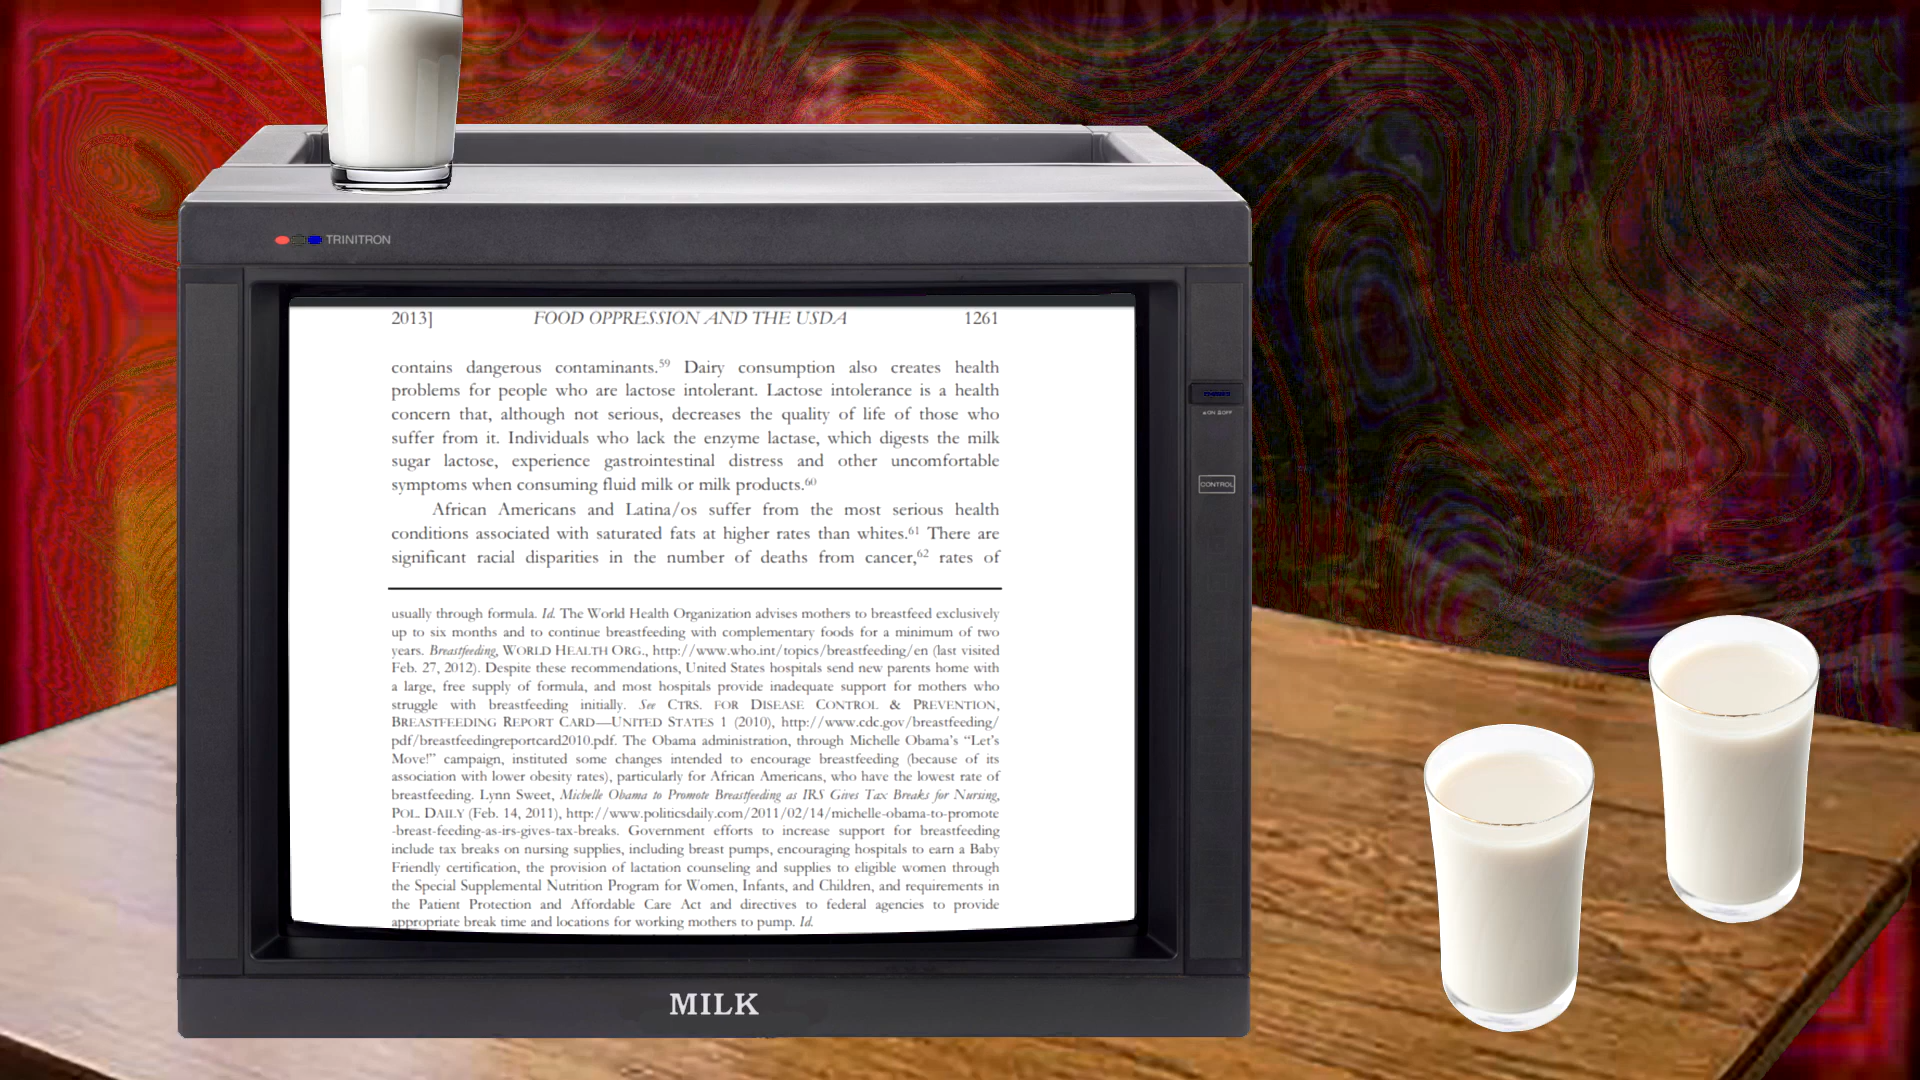 TRINITRON
2013] FOOD OPPRESSION AND THE USDA 1261
contains dangerous contaminants.59 Dairy consumption also creates health
problems for people who are lactose intolerant. Lactose intolerance is a health
concern that, although not serious, decreases the quality of life of those who
suffer from it. Individuals who lack the enzyme lactase, which digests the milk
sugar lactose, experience gastrointestinal distress and other uncomfortable
symptoms when consuming fluid milk or milk products.60
African Americans and Latina/os suffer from the most serious health
conditions associated with saturated fats at higher rates than whites.61 There are
significant racial disparities in the number of deaths from cancer,62 rates of
usually through formula. Id. The World Health Organization advises mothers to breastfeed exclusively
up to six months and to continue breastfeeding with complementary foods for a minimum of two
years. Breastfeeding, WORLD HEALTH ORG., http://www.who.int/topics/breastfeeding/en (last visited
Feb. 27, 2012). Despite these recommendations, United States hospitals send new parents home with
a large, free supply of formula, and most hospitals provide inadequate support for mothers who
struggle with breastfeeding initially. See CTRS. FOR DISEASE CONTROL & PREVENTION,
BREASTFEEDING REPORT CARD—UNITED STATES 1 (2010), http://www.cdc.gov/breastfeeding/
pdf/breastfeedingreportcard2010.pdf. The Obama administration, through Michelle Obama's "Let's
Move!" campaign, instituted some changes intended to encourage breastfeeding (because of its
association with lower obesity rates), particularly for African Americans, who have the lowest rate of
breastfeeding. Lynn Sweet, Michelle Obama to Promote Breastfeeding as IRS Gives Tax Breaks for Nursing,
POL. DAILY (Feb. 14, 2011), http://www.politicsdaily.com/2011/02/14/michelle-obama-to-promote
-breast-feeding-as-irs-gives-tax-breaks. Government efforts to increase support for breastfeeding
include tax breaks on nursing supplies, including breast pumps, encouraging hospitals to earn a Baby
Friendly certification, the provision of lactation counseling and supplies to eligible women through
the Special Supplemental Nutrition Program for Women, Infants, and Children, and requirements in
the Patient Protection and Affordable Care Act and directives to federal agencies to provide
appropriate break time and locations for working mothers to pump. Id.
CONTROL
MILK